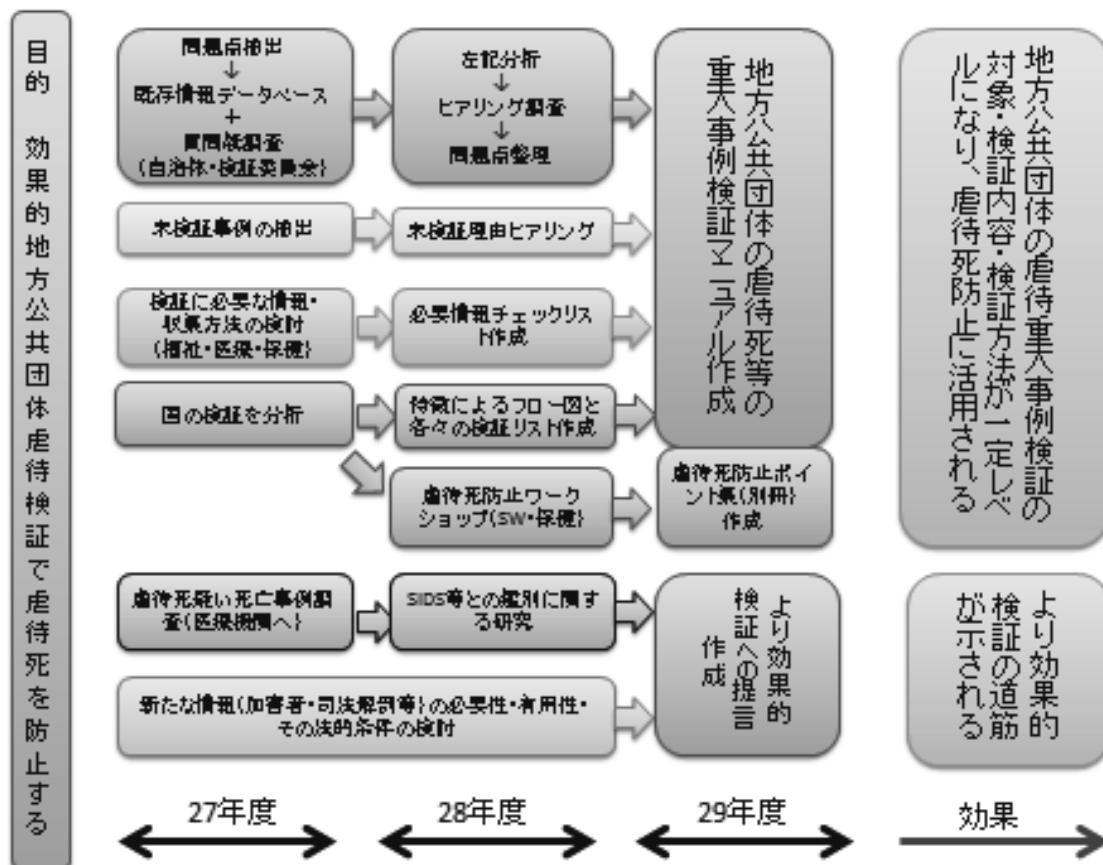 目的 効果的地方公共団体虐待検証で虐待死を防止する
問題点抽出
↓
既存情報データベース
+
質問紙調査
(自治体・検証委員会)
左記分析
↓
ヒアリング調査
↓
問題点整理
地方公共団体の虐待死等の
重大事例検証マニュアル作成
地方公共団体の虐待重大事例検証の
対象・検証内容・検証方法が一定レベ
ルになり、虐待死防止に活用される
未検証事例の抽出
未検証理由ヒアリング
検証に必要な情報・
収集方法の検討
(福祉・医療・保健)
必要情報チェックリス
ト作成
国の検証を分析
特徴によるフロー図と
各々の検証リスト作成
虐待死防止ワーク
ショップ(SW・保健)
虐待死防止ポイ
ント集(別冊)
作成
虐待死疑い死亡事例調
査(医療機関へ)
SIDS等との鑑別に関す
る研究
より効果的
検証への提言
作成
より効果的
検証の道筋
が示される
新たな情報(加害者・司法解剖等)の必要性・有用性・
その法的条件の検討
27年度
28年度
29年度
効果